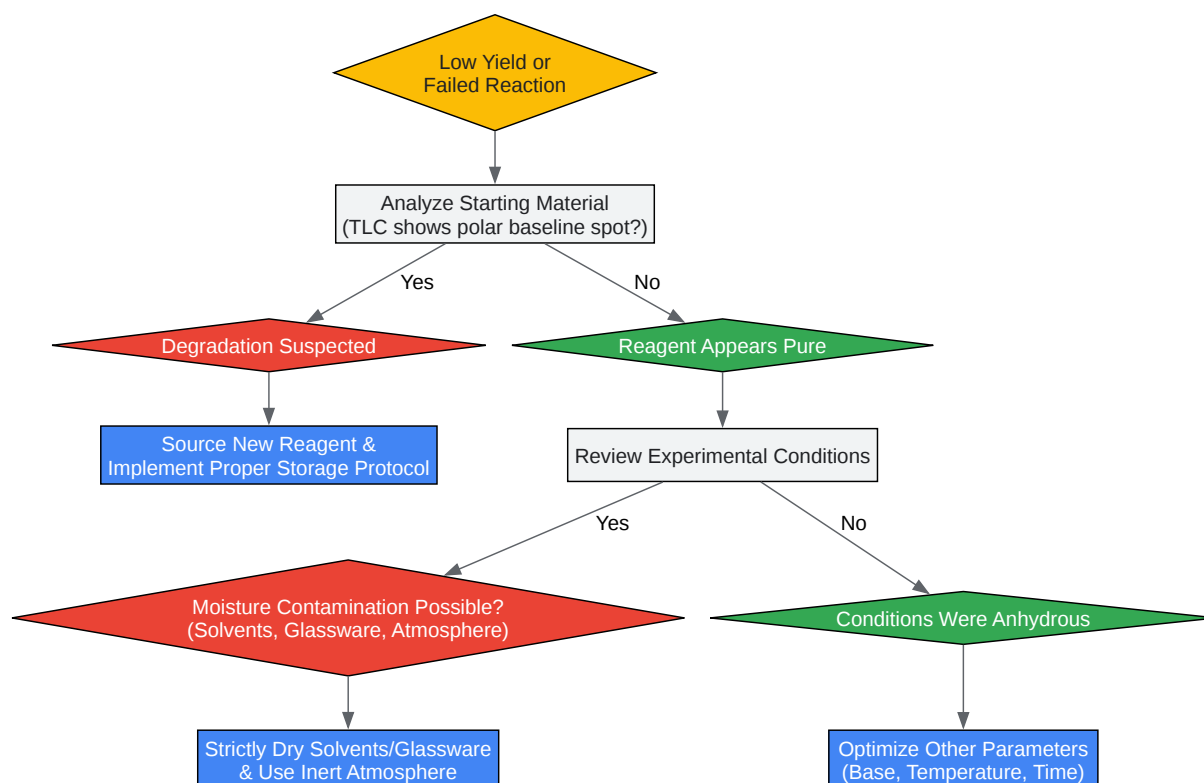 Low Yield or
Failed Reaction
Analyze Starting Material
(TLC shows polar baseline spot?)
Yes
No
Degradation Suspected
Reagent Appears Pure
Source New Reagent &
Implement Proper Storage Protocol
Review Experimental Conditions
Yes
No
Moisture Contamination Possible?
(Solvents, Glassware, Atmosphere)
Conditions Were Anhydrous
Strictly Dry Solvents/Glassware
& Use Inert Atmosphere
Optimize Other Parameters
(Base, Temperature, Time)